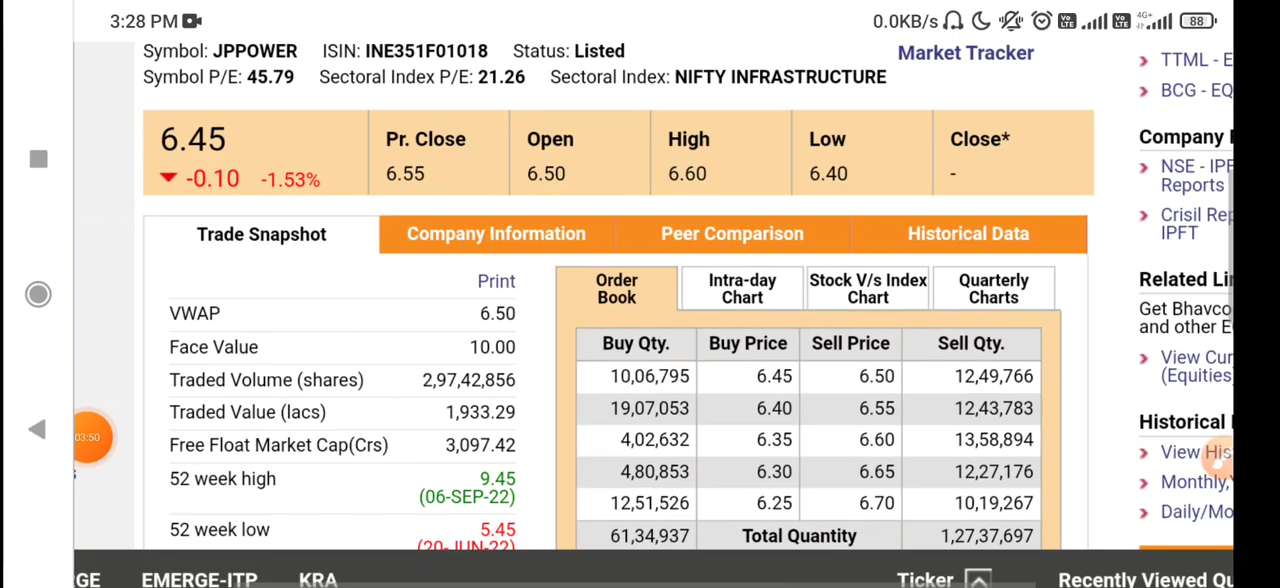 3:28 PM
0.0KB/s
4G+
88
Symbol: JPPOWER ISIN: INE351F01018 Status: Listed
Symbol P/E: 45.79 Sectoral Index P/E: 21.26 Sectoral Index: NIFTY INFRASTRUCTURE
Market Tracker
TTML - E
BCG - EQ
6.45
-0.10 -1.53%
Pr. Close Open High Low Close*
6.55 6.50 6.60 6.40 -
Trade Snapshot Company Information Peer Comparison Historical Data
Print
VWAP 6.50
Face Value 10.00
Traded Volume (shares) 2,97,42,856
Traded Value (lacs) 1,933.29
Free Float Market Cap(Crs) 3,097.42
52 week high 9.45
(06-SEP-22)
52 week low 5.45
(20-JUN-22)
Order
Book
Intra-day
Chart
Stock V/s Index
Chart
Quarterly
Charts
Buy Qty. Buy Price Sell Price Sell Qty.
10,06,795 6.45 6.50 12,49,766
19,07,053 6.40 6.55 12,43,783
4,02,632 6.35 6.60 13,58,894
4,80,853 6.30 6.65 12,27,176
12,51,526 6.25 6.70 10,19,267
61,34,937 Total Quantity 1,27,37,697
Company
NSE - IPF
Reports
Crisil Rep
IPFT
Related Li
Get Bhavco
and other E
View Cur
(Equities
Historical
View His
Monthly,
Daily/Mo
03:50
GE EMERGE-ITP KRA
Ticker
Recently Viewed Qu